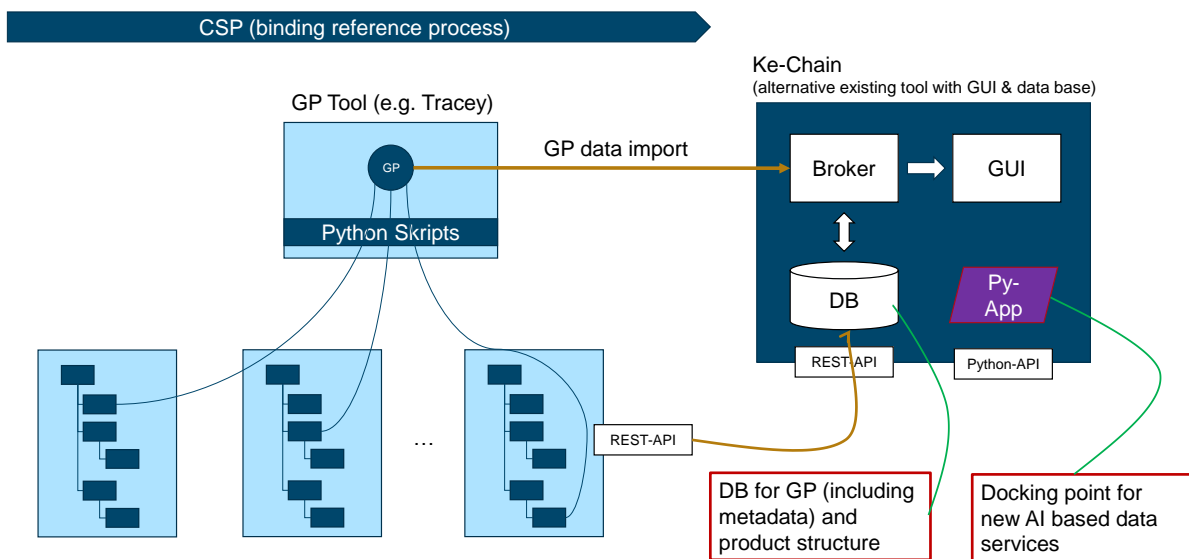 CSP (binding reference process)
Ke-Chain
(alternative existing tool with GUI & data base)
GP Tool (e.g. Tracey)
GP
GP data import
Broker
GUI
Python Skripts
DB
Py-
App
REST-API
Python-API
...
REST-API
DB for GP (including
metadata) and
product structure
Docking point for
new AI based data
services